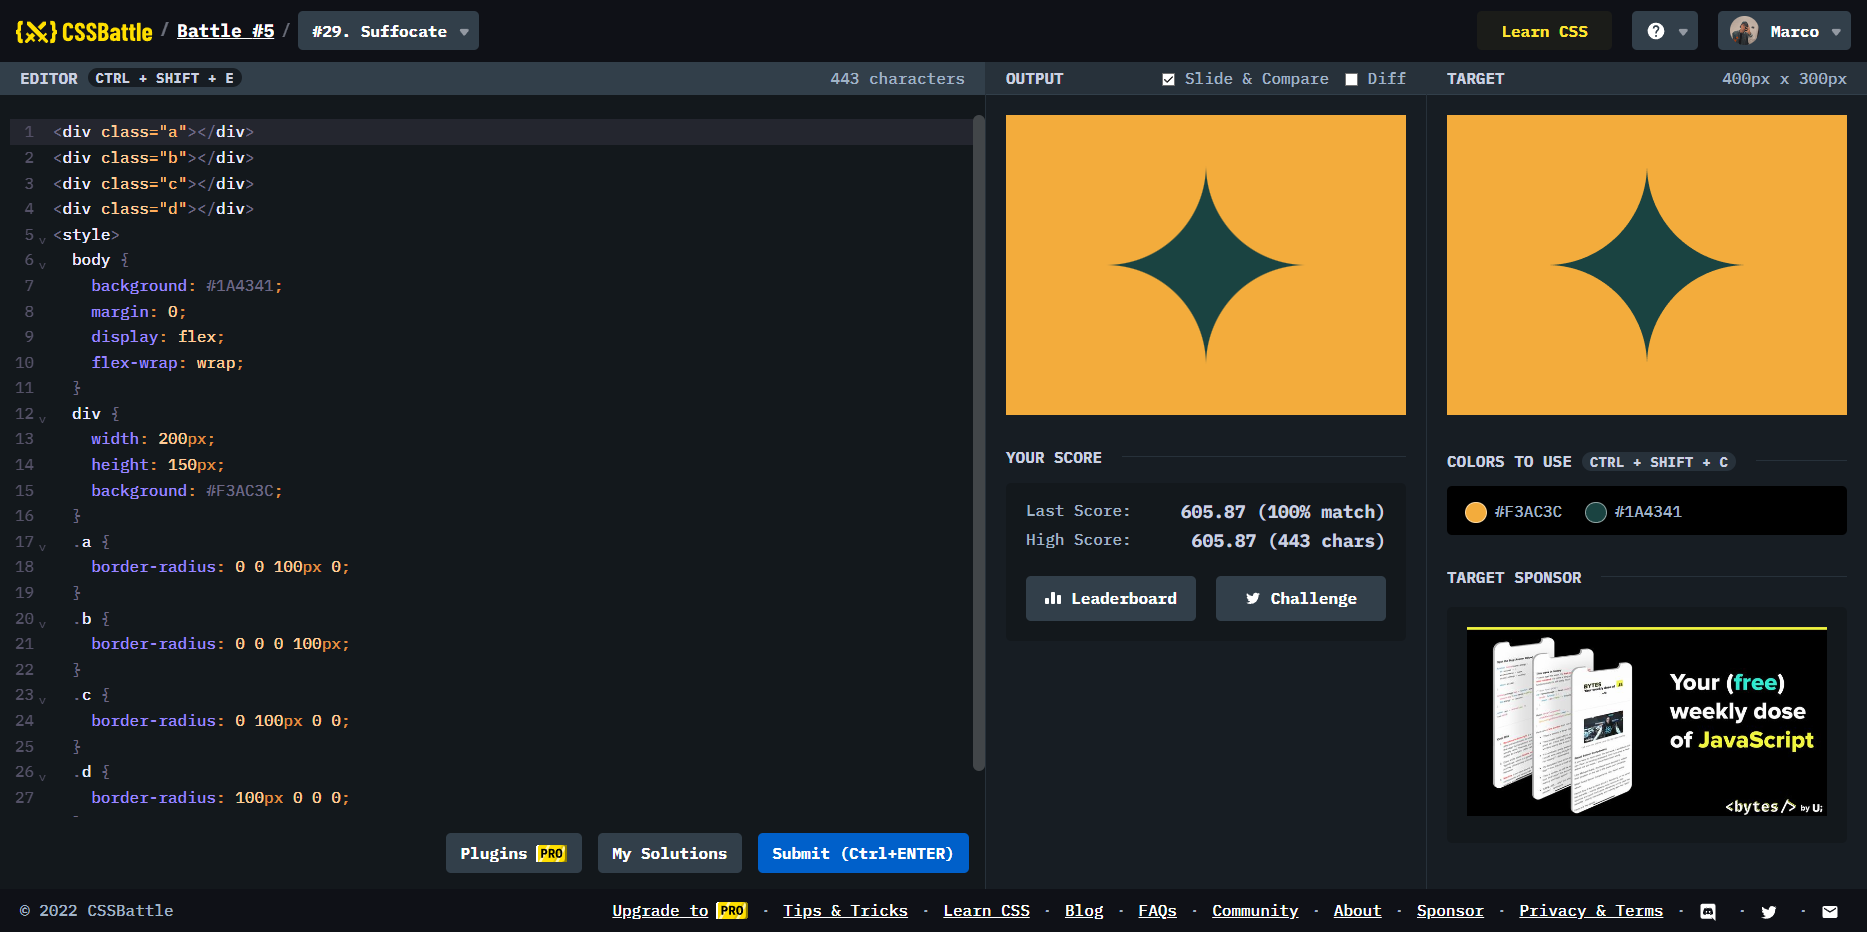 {X} CSSBattle / Battle #5 / #29. Suffocate
Learn CSS
?
Marco
EDITOR CTRL + SHIFT + E
443 characters
OUTPUT
Slide & Compare
Diff
TARGET
400px x 300px
1 <div class="a"></div>
2 <div class="b"></div>
3 <div class="c"></div>
4 <div class="d"></div>
5 <style>
6 body {
7 background: #1A4341;
8 margin: 0;
9 display: flex;
10 flex-wrap: wrap;
11 }
12 div {
13 width: 200px;
14 height: 150px;
15 background: #F3AC3C;
16 }
17 .a {
18 border-radius: 0 0 100px 0;
19 }
20 .b {
21 border-radius: 0 0 0 100px;
22 }
23 .c {
24 border-radius: 0 100px 0 0;
25 }
26 .d {
27 border-radius: 100px 0 0 0;
Plugins PRO
My Solutions
Submit (Ctrl+ENTER)
YOUR SCORE
Last Score: 605.87 (100% match)
High Score: 605.87 (443 chars)
Leaderboard
Challenge
COLORS TO USE CTRL + SHIFT + C
#F3AC3C #1A4341
TARGET SPONSOR
Your (free)
weekly dose
of JavaScript
<bytes/> by U;
© 2022 CSSBattle
Upgrade to PRO · Tips & Tricks · Learn CSS · Blog · FAQs · Community · About · Sponsor · Privacy & Terms · · ·